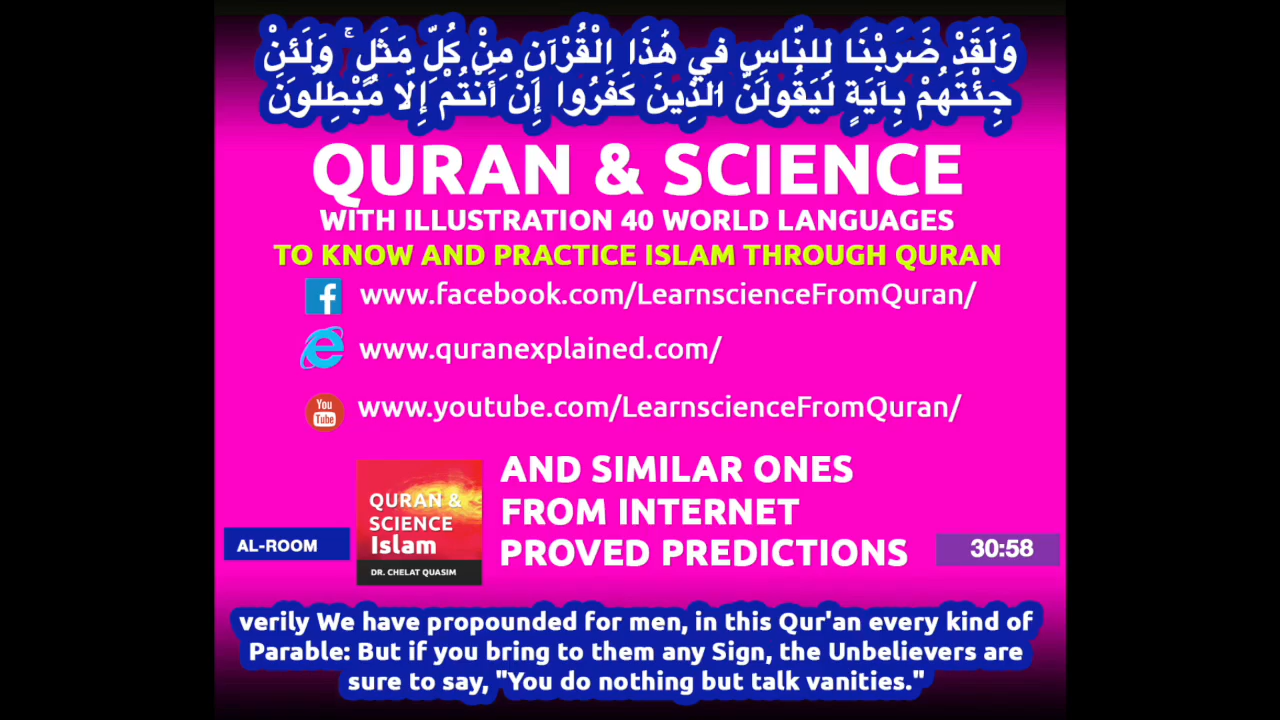 وَلَقَدْ ضَرَبْنَا لِلنَّاسِ فِي هَٰذَا الْقُرْآنِ مِنْ كُلِّ مَثَلٍ ۚ وَلَئِنْ
جِئْتَهُمْ بِآيَةٍ لَيَقُولَنَّ الَّذِينَ كَفَرُوا إِنْ أَنْتُمْ إِلَّا مُبْطِلُونَ
QURAN & SCIENCE
WITH ILLUSTRATION 40 WORLD LANGUAGES
TO KNOW AND PRACTICE ISLAM THROUGH QURAN
f www.facebook.com/LearnscienceFromQuran/
www.quranexplained.com/
You
Tube
www.youtube.com/LearnscienceFromQuran/
AND SIMILAR ONES
FROM INTERNET
PROVED PREDICTIONS
QURAN &
SCIENCE
Islam
DR. CHELAT QUASIM
AL-ROOM
30:58
verily We have propounded for men, in this Qur'an every kind of
Parable: But if you bring to them any Sign, the Unbelievers are
sure to say, "You do nothing but talk vanities."